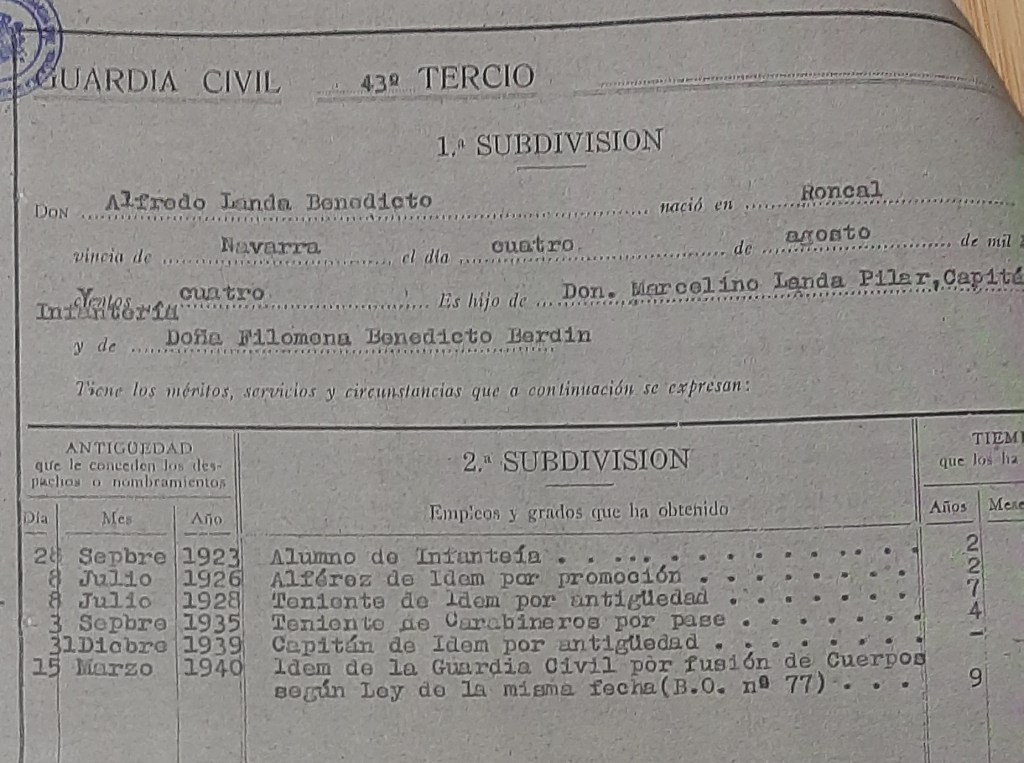 GUARDIA CIVIL 43º TERCIO
1.ª SUBDIVISION
DON Alfredo Landa Benedicto nació en Roncal
vincia de Navarra el día cuatro de agosto de mil
cientos y cuatro Es hijo de Don. Marcelino Landa Pilar, Capitá
Infantería
y de Doña Filomena Benedicto Berdin
Tiene los méritos, servicios y circunstancias que a continuación se expresan:
ANTIGÜEDAD
que le conceden los des-
pachos o nombramientos
2.ª SUBDIVISION
TIEM
que los ha
Día Mes Año Empleos y grados que ha obtenido Años Mese
28 Sepbre 1923 Alumno de Infanteía 2
8 Julio 1926 Alférez de Idem por promoción 2
8 Julio 1928 Teniente de Idem por antigüedad 7
3 Sepbre 1935 Teniente de Carabineros por pase 4
31 Dicbre 1939 Capitán de Idem por antigüedad -
15 Marzo 1940 Idem de la Guardia Civil por fusión de Cuerpos
según Ley de la misma fecha(B.O. nº 77) 9